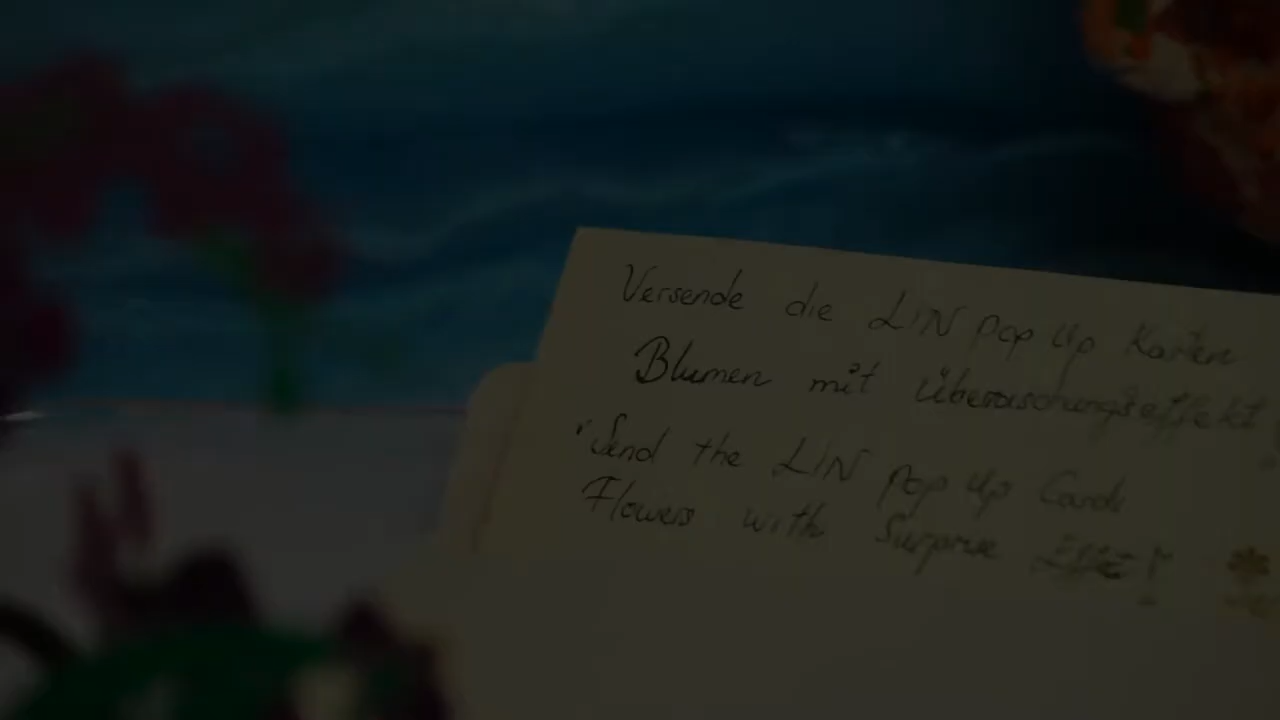 Versende die LIN Pop Up Karten
Blumen mit Überraschungseffekt
"Send the LIN Pop Up Cards
Flowers with Surprise